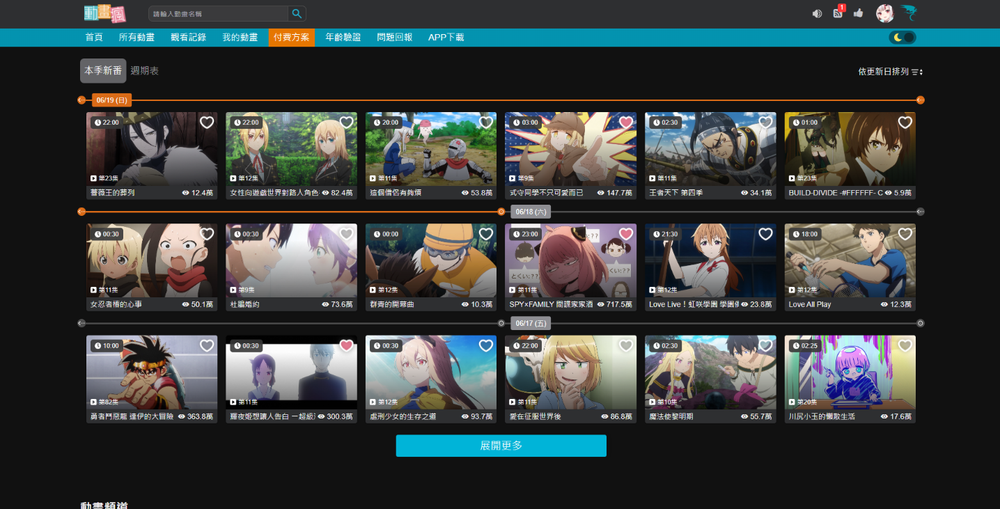 動畫瘋
請輸入動畫名稱
1
首頁 所有動畫 觀看記錄 我的動畫 付費方案 年齡驗證 問題回報 APP下載
本季新番 週期表
依更新日排列
06/19 (日)
22:00 22:00 20:00 03:00 02:30 01:00
第23集 第12集 第11集 第9集 第11集 第23集
薔薇王的葬列 12.4萬 女性向遊戲世界對路人角色 82.4萬 這個僧侶有夠煩 53.8萬 式守同學不只可愛而已 147.7萬 王者天下 第四季 34.1萬 BUILD-DIVIDE -#FFFFFF- C 5.9萬
06/18 (六)
00:30 00:30 00:00 23:00 21:30 18:00
??
とくい:?? くい:??
第11集 第9集 第12集 第11集 第12集 第12集
女忍者椿的心事 50.1萬 杜騙婚約 73.6萬 群青的開幕曲 10.3萬 SPY×FAMILY 間諜家家酒 717.5萬 Love Live！虹咲學園 學園偶 23.8萬 Love All Play 12.3萬
06/17 (五)
10:00 00:30 00:30 22:00 02:30 02:25
第82集 第11集 第12集 第11集 第10集 第20集
勇者鬥惡龍 達伊的大冒險 363.8萬 輝夜姬想讓人告白 一超級 300.3萬 處刑少女的生存之道 93.7萬 愛在征服世界後 86.8萬 魔法使黎明期 55.7萬 川尻小玉的懶散生活 17.6萬
展開更多
動畫頻道